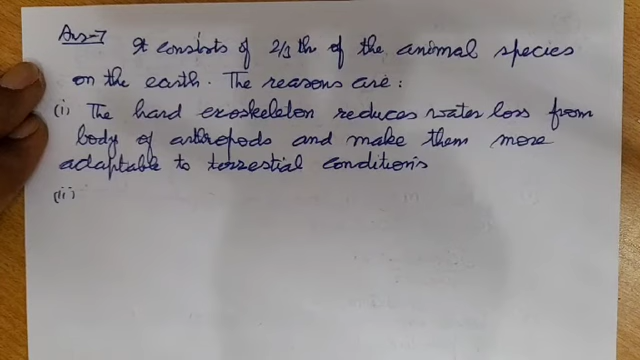 Ans-7 It consists of 2/3 th of the animal species
on the earth. The reasons are :
(i) The hard exoskeleton reduces water loss from
body of arthropods and make them more
adaptable to torrestial conditions
(ii)